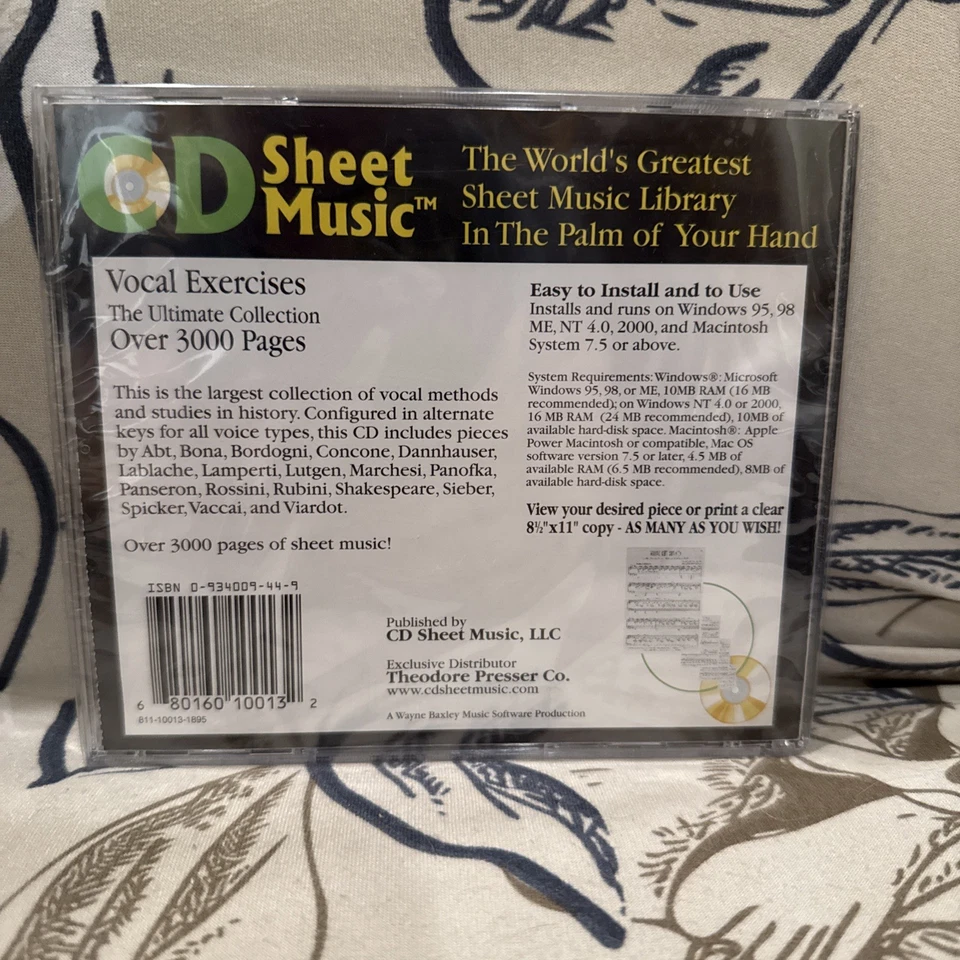 CD Sheet Music™
The World's Greatest
Sheet Music Library
In The Palm of Your Hand
Vocal Exercises
The Ultimate Collection
Over 3000 Pages
This is the largest collection of vocal methods
and studies in history. Configured in alternate
keys for all voice types, this CD includes pieces
by Abt, Bona, Bordogni, Concone, Dannhauser,
Lablache, Lamperti, Lutgen, Marchesi, Panofka,
Panseron, Rossini, Rubini, Shakespeare, Sieber,
Spicker, Vaccai, and Viardot.
Over 3000 pages of sheet music!
Easy to Install and to Use
Installs and runs on Windows 95, 98
ME, NT 4.0, 2000, and Macintosh
System 7.5 or above.
System Requirements: Windows®: Microsoft
Windows 95, 98, or ME, 10MB RAM (16 MB
recommended); on Windows NT 4.0 or 2000,
16 MB RAM (24 MB recommended), 10MB of
available hard-disk space. Macintosh®: Apple
Power Macintosh or compatible, Mac OS
software version 7.5 or later, 4.5 MB of
available RAM (6.5 MB recommended), 8MB of
available hard-disk space.
View your desired piece or print a clear
8½"x11" copy - AS MANY AS YOU WISH!
ISBN 0-934009-44-9
6 80160 10013 2
811-10013-1895
Published by
CD Sheet Music, LLC
Exclusive Distributor
Theodore Presser Co.
www.cdsheetmusic.com
A Wayne Baxley Music Software Production